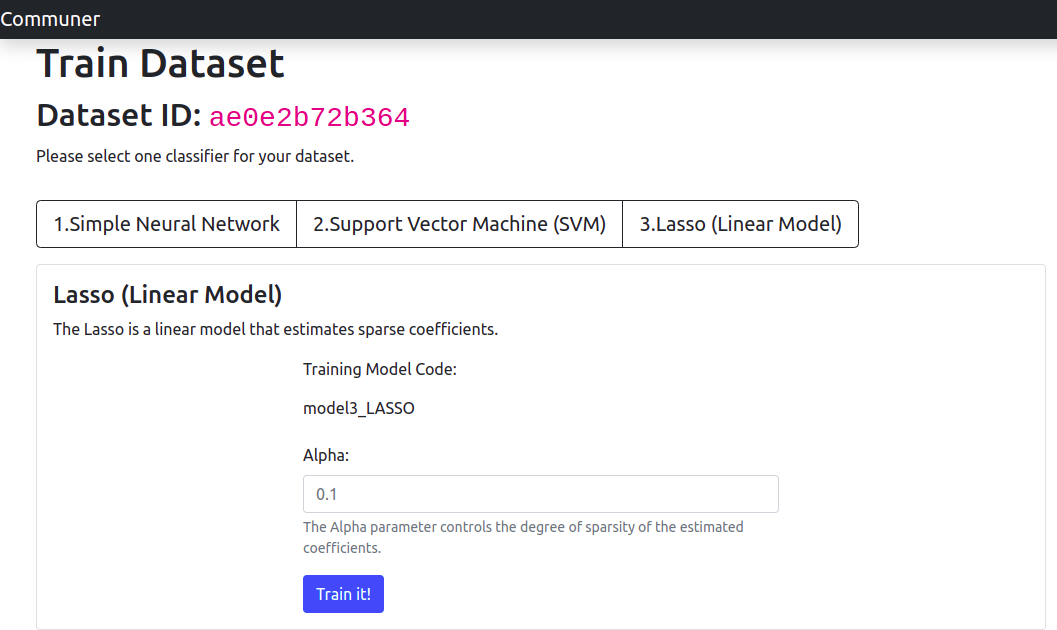 Communer
Train Dataset
Dataset ID: ae0e2b72b364
Please select one classifier for your dataset.
1.Simple Neural Network 2.Support Vector Machine (SVM) 3.Lasso (Linear Model)
Lasso (Linear Model)
The Lasso is a linear model that estimates sparse coefficients.
Training Model Code:
model3_LASSO
Alpha:
0.1
The Alpha parameter controls the degree of sparsity of the estimated
coefficients.
Train it!